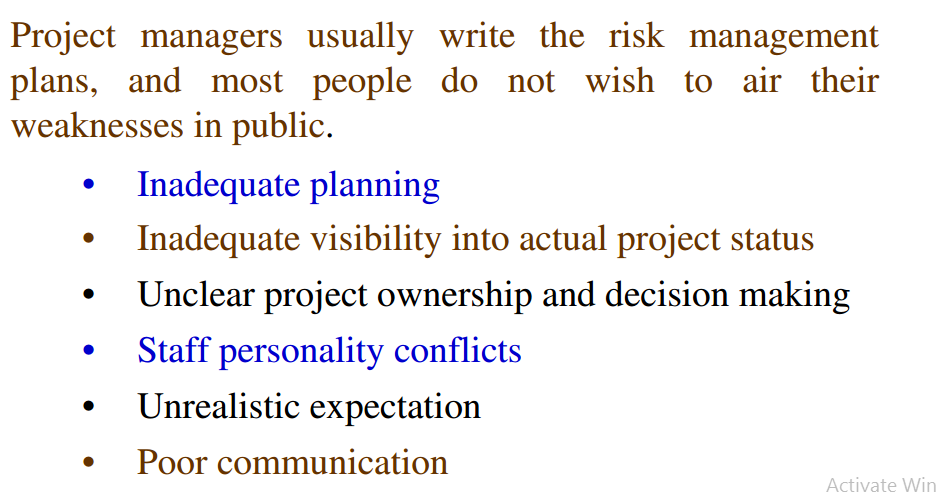 Project managers usually write the risk management
plans, and most people do not wish to air their
weaknesses in public.
• Inadequate planning
• Inadequate visibility into actual project status
• Unclear project ownership and decision making
• Staff personality conflicts
• Unrealistic expectation
• Poor communication
Activate Win